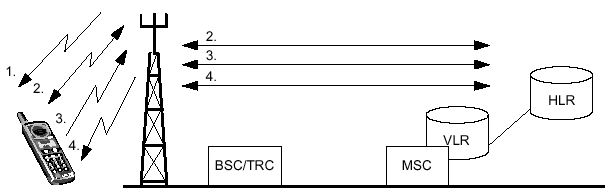 1.
2.
3.
4.
2.
3.
4.
HLR
VLR
BSC/TRC
MSC